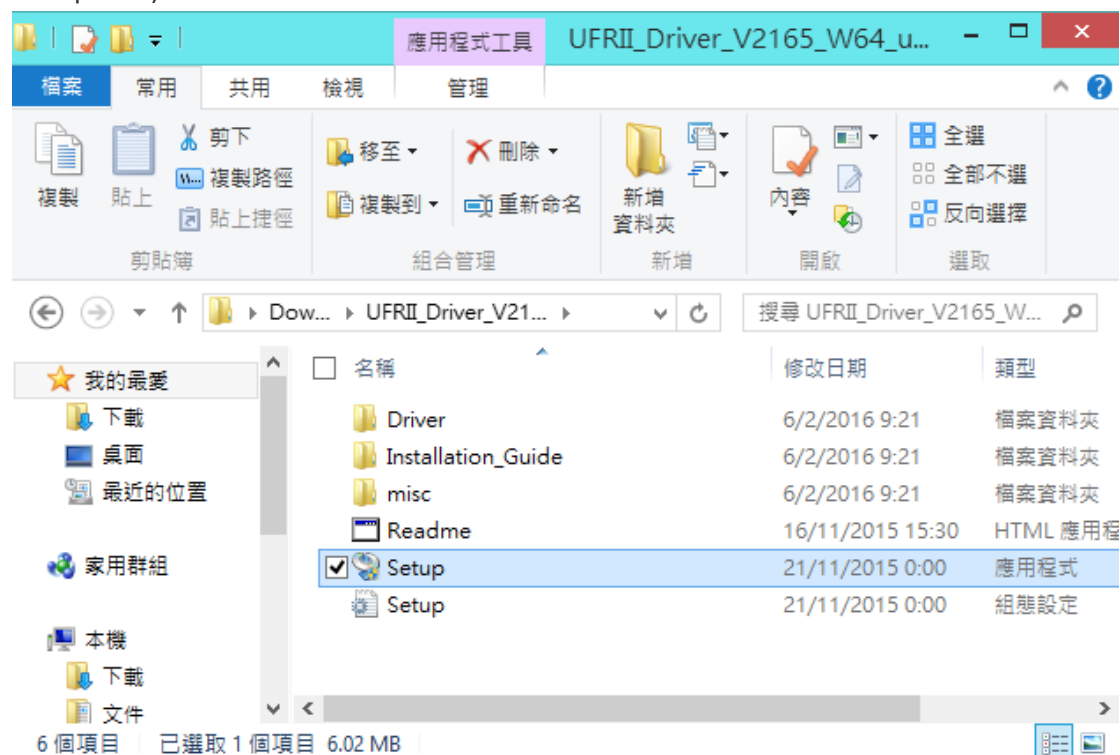 應用程式工具 UFRII_Driver_V2165_W64_u...
檔案 常用 共用 檢視 管理
複製
貼上
剪下
複製路徑
貼上捷徑
剪貼簿
移至
複製到
刪除
重新命名
組合管理
新增
資料夾
新增
內容
開啟
全選
全部不選
反向選擇
選取
Dow... UFRII_Driver_V21...
搜尋 UFRII_Driver_V2165_W...
我的最愛
下載
桌面
最近的位置
家用群組
本機
下載
文件
名稱 修改日期 類型
Driver 6/2/2016 9:21 檔案資料夾
Installation_Guide 6/2/2016 9:21 檔案資料夾
misc 6/2/2016 9:21 檔案資料夾
Readme 16/11/2015 15:30 HTML 應用程
Setup 21/11/2015 0:00 應用程式
Setup 21/11/2015 0:00 組態設定
6 個項目 已選取 1 個項目 6.02 MB